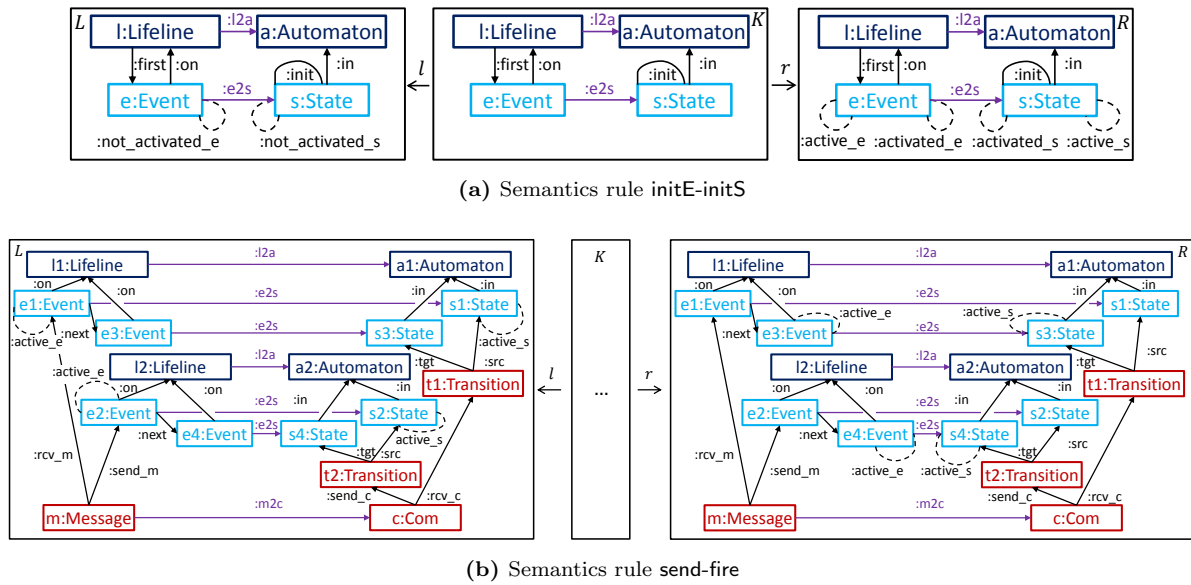 L
l:Lifeline :l2a a:Automaton
:first :on :init :in
e:Event :e2s s:State
:not_activated_e :not_activated_s
l
K
l:Lifeline :l2a a:Automaton
:first :on :init :in
e:Event :e2s s:State
r
R
l:Lifeline :l2a a:Automaton
:first :on :init :in
e:Event :e2s s:State
:active_e :activated_e :activated_s :active_s
(a) Semantics rule initE-initS
L
l1:Lifeline :l2a a1:Automaton
:on :on :in :in
e1:Event :e2s s1:State
:active_e :next e3:Event :e2s s3:State :active_s
l2:Lifeline :l2a a2:Automaton :tgt :src
:active_e :on :on :in :in t1:Transition
e2:Event :e2s s2:State
:next e4:Event :e2s s4:State active_s
:rcv_m :send_m :tgt :src
t2:Transition
:send_c :rcv_c
m:Message :m2c c:Com
l
K
...
r
R
l1:Lifeline :l2a a1:Automaton
:on :on :in :in
e1:Event :e2s s1:State
:active_e :active_s
:next e3:Event :e2s s3:State
l2:Lifeline :l2a a2:Automaton :tgt :src
:on :on :in :in t1:Transition
e2:Event :e2s s2:State
:next e4:Event :e2s s4:State
:rcv_m :send_m :active_e :active_s :tgt :src
t2:Transition
:send_c :rcv_c
m:Message :m2c c:Com
(b) Semantics rule send-fire